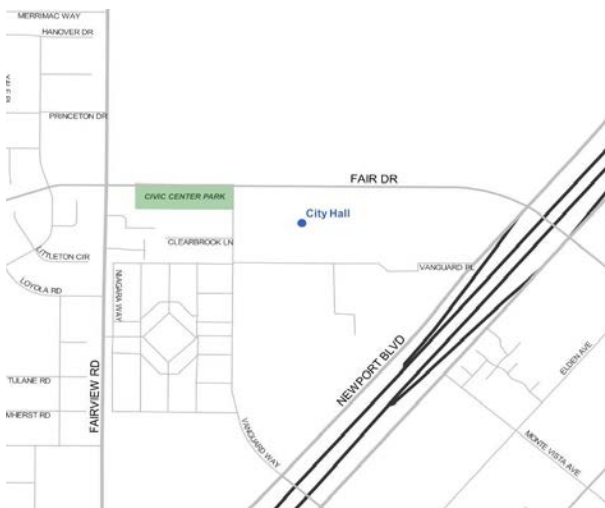 MERRIMAC WAY
HANOVER DR
PRINCETON DR
FAIR DR
CIVIC CENTER PARK
City Hall
CLEARBROOK LN
LITTLETON CIR
VANGUARD PL
LOYOLA RD
NIAGARA WAY
NEWPORT BLVD
FAIRVIEW RD
ELDEN AVE
TULANE RD
MHERST RD
VANGUARD WAY
MONTE VISTA AVE